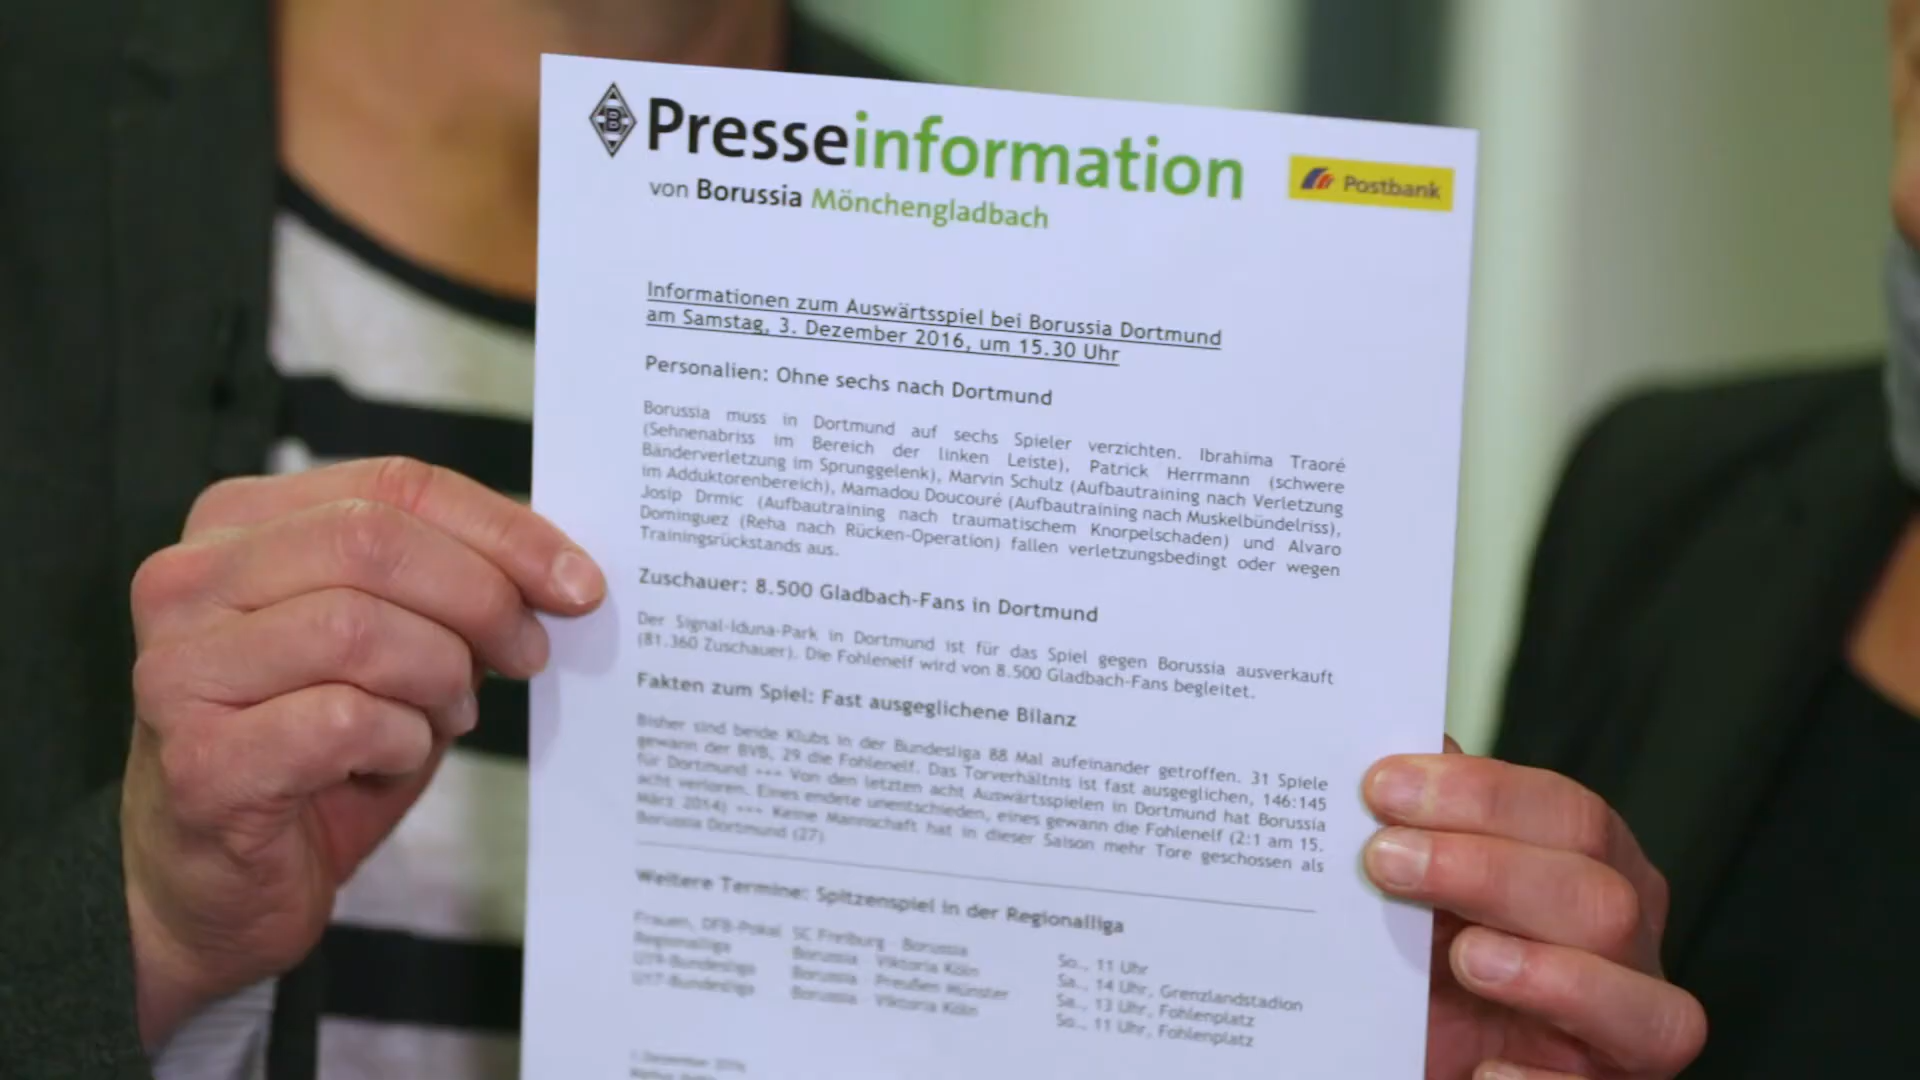 B
Presseinformation
Postbank
von Borussia Mönchengladbach
Informationen zum Auswärtsspiel bei Borussia Dortmund
am Samstag, 3. Dezember 2016, um 15.30 Uhr
Personalien: Ohne sechs nach Dortmund
Borussia muss in Dortmund auf sechs Spieler verzichten. Ibrahima Traoré
(Sehnenabriss im Bereich der linken Leiste), Patrick Herrmann (schwere
Bänderverletzung im Sprunggelenk), Marvin Schulz (Aufbautraining nach Verletzung
im Adduktorenbereich), Mamadou Doucouré (Aufbautraining nach Muskelbündelriss),
Josip Drmic (Aufbautraining nach traumatischem Knorpelschaden) und Alvaro
Dominguez (Reha nach Rücken-Operation) fallen verletzungsbedingt oder wegen
Trainingsrückstands aus.
Zuschauer: 8.500 Gladbach-Fans in Dortmund
Der Signal-Iduna-Park in Dortmund ist für das Spiel gegen Borussia ausverkauft
(81.360 Zuschauer). Die Fohlenelf wird von 8.500 Gladbach-Fans begleitet.
Fakten zum Spiel: Fast ausgeglichene Bilanz
Bisher sind beide Klubs in der Bundesliga 88 Mal aufeinander getroffen. 31 Spiele
gewann der BVB, 29 die Fohlenelf. Das Torverhältnis ist fast ausgeglichen, 146:145
für Dortmund +++ Von den letzten acht Auswärtsspielen in Dortmund hat Borussia
acht verloren. Eines endete unentschieden, eines gewann die Fohlenelf (2:1 am 15.
März 2014) +++ Keine Mannschaft hat in dieser Saison mehr Tore geschossen als
Borussia Dortmund (27)
Weitere Termine: Spitzenspiel in der Regionalliga
Frauen, DFB-Pokal SC Freiburg - Borussia So., 11 Uhr
Regionalliga Borussia - Viktoria Köln Sa., 14 Uhr, Grenzlandstadion
U19-Bundesliga Borussia - Preußen Münster Sa., 13 Uhr, Fohlenplatz
U17-Bundesliga Borussia - Viktoria Köln So., 11 Uhr, Fohlenplatz